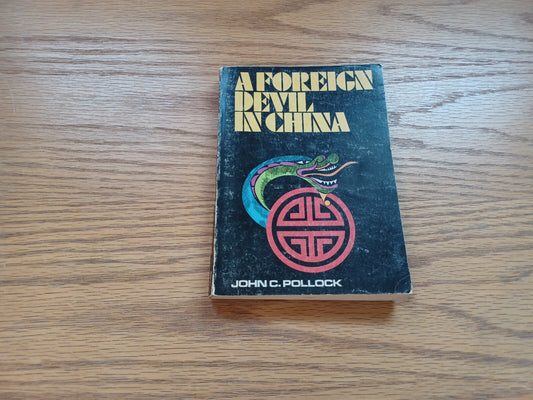 A FOREIGN
DEVIL
IN CHINA
JOHN C. POLLOCK